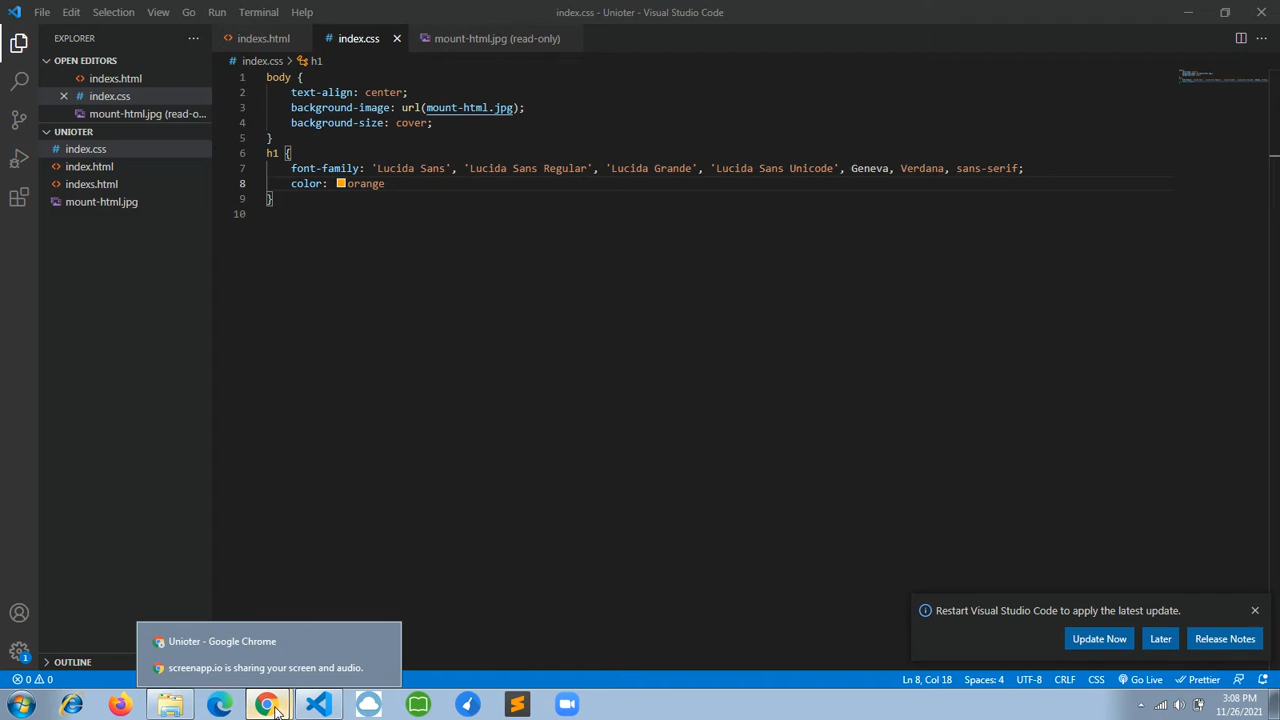 File Edit Selection View Go Run Terminal Help index.css - Unioter - Visual Studio Code
EXPLORER
indexs.html index.css mount-html.jpg (read-only)
OPEN EDITORS
indexs.html
index.css
mount-html.jpg (read-o...
UNIOTER
index.css
index.html
indexs.html
mount-html.jpg
# index.css > h1
1 body {
2 text-align: center;
3 background-image: url(mount-html.jpg);
4 background-size: cover;
5 }
6 h1 {
7 font-family: 'Lucida Sans', 'Lucida Sans Regular', 'Lucida Grande', 'Lucida Sans Unicode', Geneva, Verdana, sans-serif;
8 color: orange
9 }
10
Restart Visual Studio Code to apply the latest update.
Update Now Later Release Notes
Unioter - Google Chrome
screenapp.io is sharing your screen and audio.
OUTLINE
1
0 0 Ln 8, Col 18 Spaces: 4 UTF-8 CRLF CSS Go Live Prettier
3:08 PM
11/26/2021